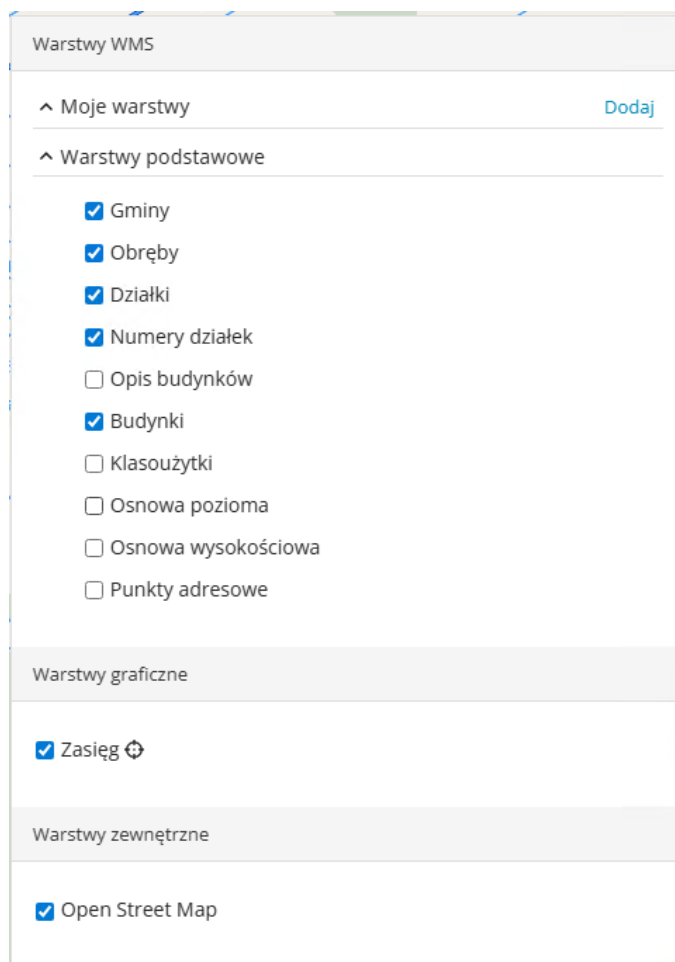 Warstwy WMS
Moje warstwy Dodaj
Warstwy podstawowe
Gminy
Obręby
Działki
Numery działek
Opis budynków
Budynki
Klasoużytki
Osnowa pozioma
Osnowa wysokościowa
Punkty adresowe
Warstwy graficzne
Zasięg
Warstwy zewnętrzne
Open Street Map